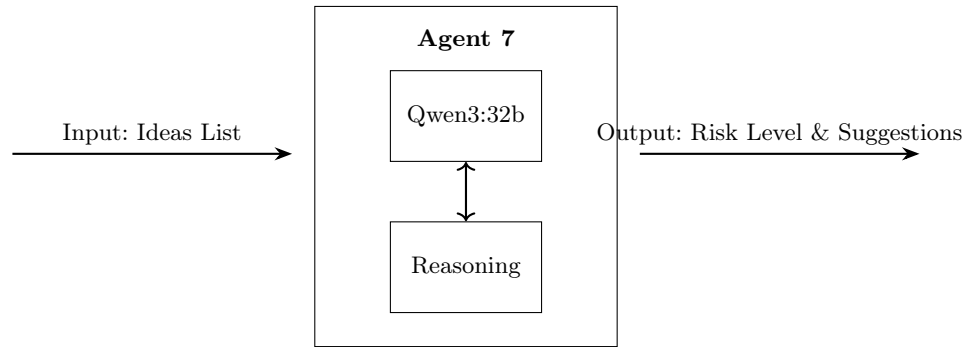 Agent 7
Qwen3:32b
Input: Ideas List
Output: Risk Level & Suggestions
Reasoning